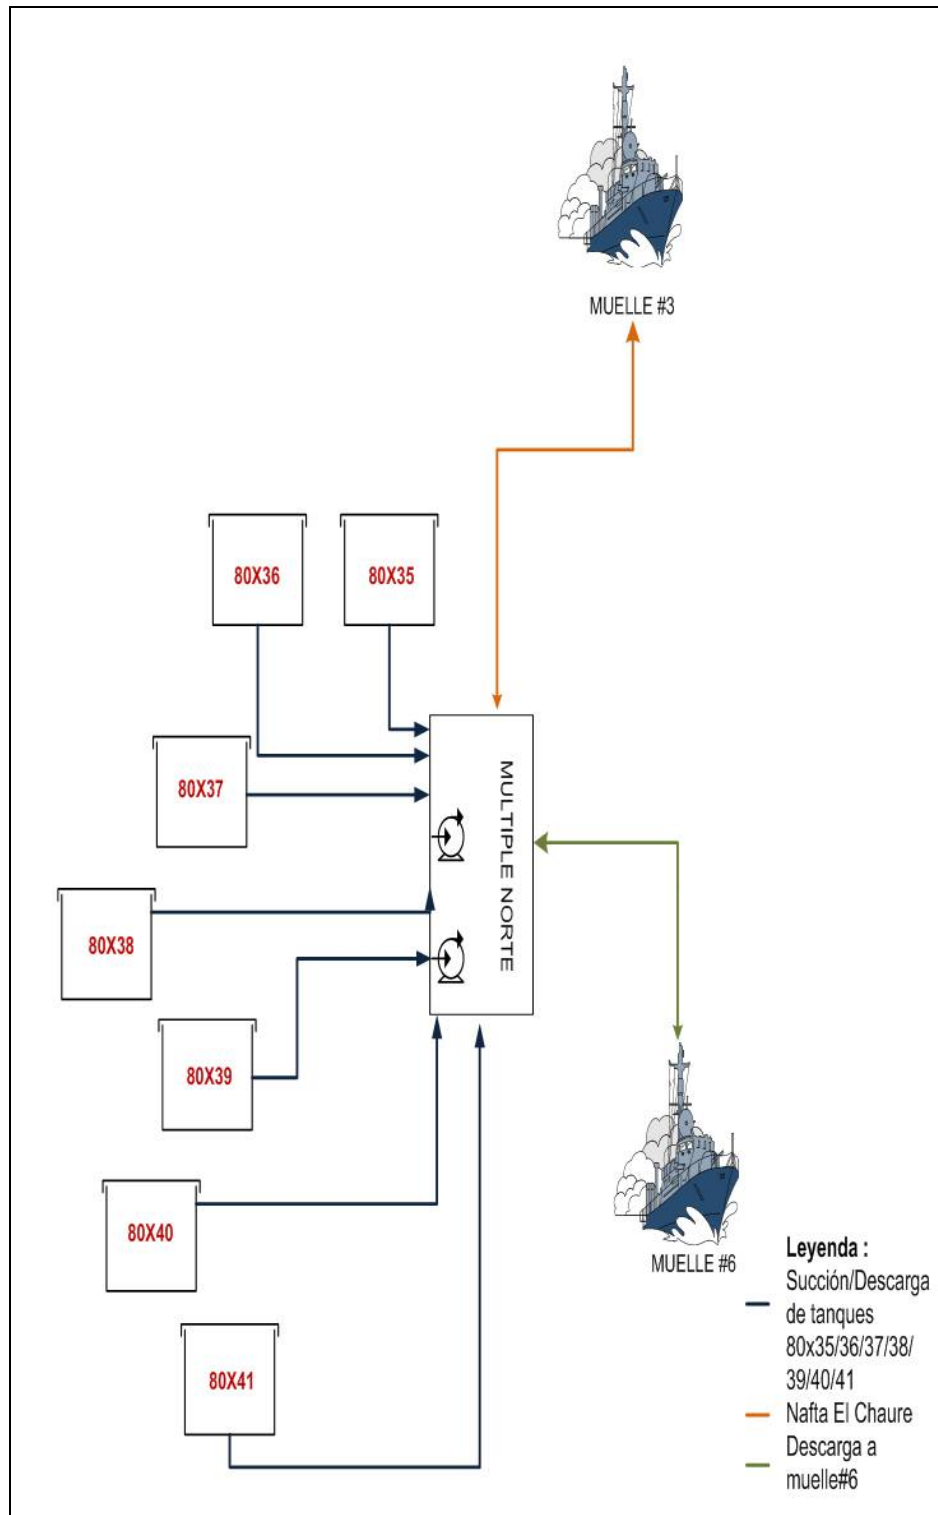 MUELLE #3
80X36
80X35
80X37
MULTIPLE NORTE
80X38
80X39
80X40
80X41
MUELLE #6
Leyenda :
Succión/Descarga
de tanques
80x35/36/37/38/
39/40/41
Nafta El Chaure
Descarga a
muelle#6